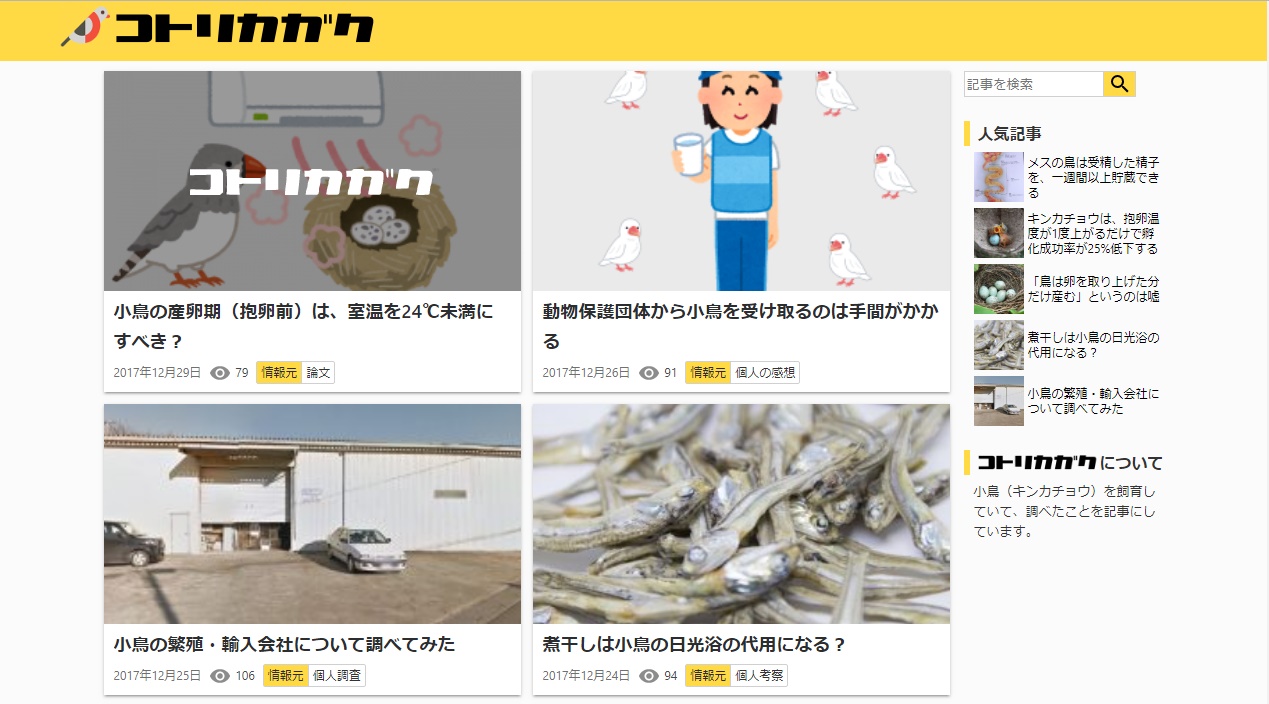 コトリカガク
コトリカガク
小鳥の産卵期（抱卵前）は、室温を24℃未満に
すべき？
2017年12月29日 79 情報元 論文
動物保護団体から小鳥を受け取るのは手間がかか
る
2017年12月26日 91 情報元 個人の感想
小鳥の繁殖・輸入会社について調べてみた
2017年12月25日 106 情報元 個人調査
煮干しは小鳥の日光浴の代用になる？
2017年12月24日 94 情報元 個人考察
記事を検索
人気記事
メスの鳥は受精した精子
を、一週間以上貯蔵でき
る
キンカチョウは、抱卵温
度が1度上がるだけで孵
化成功率が25%低下する
「鳥は卵を取り上げた分
だけ産む」というのは嘘
煮干しは小鳥の日光浴の
代用になる？
小鳥の繁殖・輸入会社に
ついて調べてみた
コトリカガクについて
小鳥（キンカチョウ）を飼育し
ていて、調べたことを記事にし
ています。